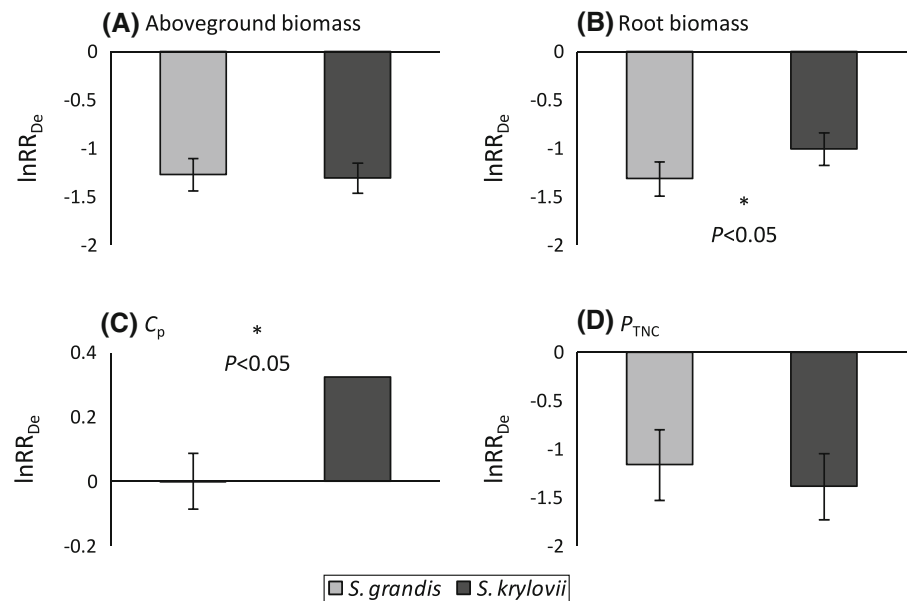 (A) Aboveground biomass
0
-0.5
-1
-1.5
-2
lnRR_De
(B) Root biomass
0
-0.5
-1
-1.5
-2
lnRR_De
*
P<0.05
(C) C_p
*
P<0.05
0.4
0.2
0
-0.2
lnRR_De
(D) P_TNC
0
-0.5
-1
-1.5
-2
lnRR_De
S. grandis S. krylovii